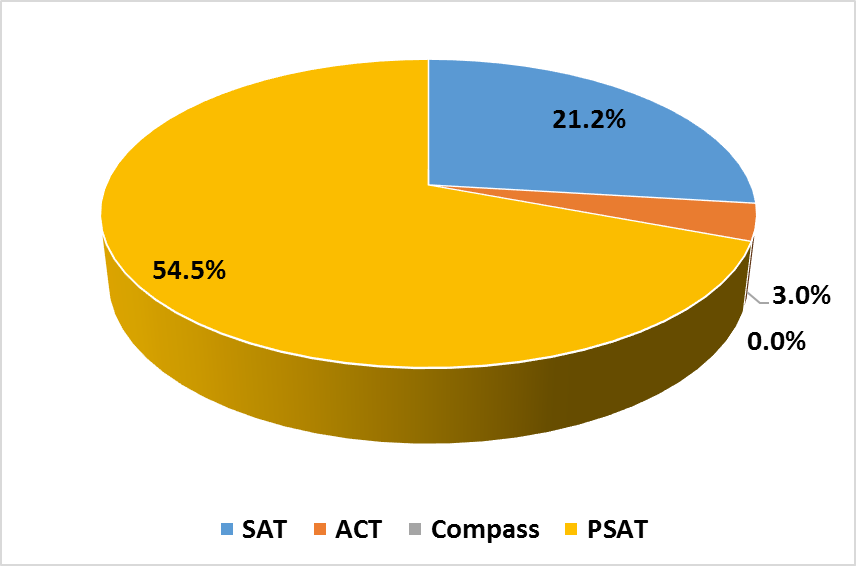 21.2%
54.5%
3.0%
0.0%
SAT ACT Compass PSAT